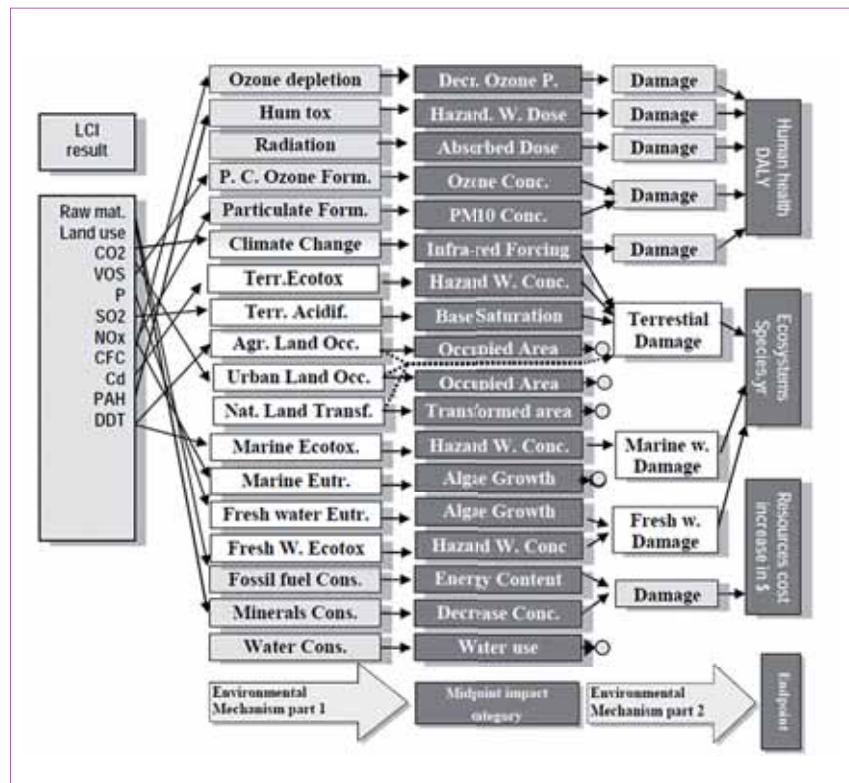 LCI
result
Raw mat.
Land use
CO2
VOS
P
SO2
NOx
CFC
Cd
PAH
DDT
Ozone depletion
Hum tox
Radiation
P. C. Ozone Form.
Particulate Form.
Climate Change
Terr.Ecotox
Terr. Acidif.
Agr. Land Occ.
Urban Land Occ.
Nat. Land Transf.
Marine Ecotox.
Marine Eutr.
Fresh water Eutr.
Fresh W. Ecotox
Fossil fuel Cons.
Minerals Cons.
Water Cons.
Decr. Ozone P.
Hazard. W. Dose
Absorbed Dose
Ozone Conc.
PM10 Conc.
Infra-red Forcing
Hazard W. Conc.
Base Saturation
Occupied Area
Occupied Area
Transformed area
Hazard W. Conc.
Algae Growth
Algae Growth
Hazard W. Conc
Energy Content
Decrease Conc.
Water use
Damage
Damage
Damage
Damage
Damage
Terrestial
Damage
Marine w.
Damage
Fresh w.
Damage
Damage
Human health
DALY
Ecosystems
Species.yr
Resources cost
increase in $
Environmental
Mechanism part 1
Midpoint impact
category
Environmental
Mechanism part 2
Endpoint